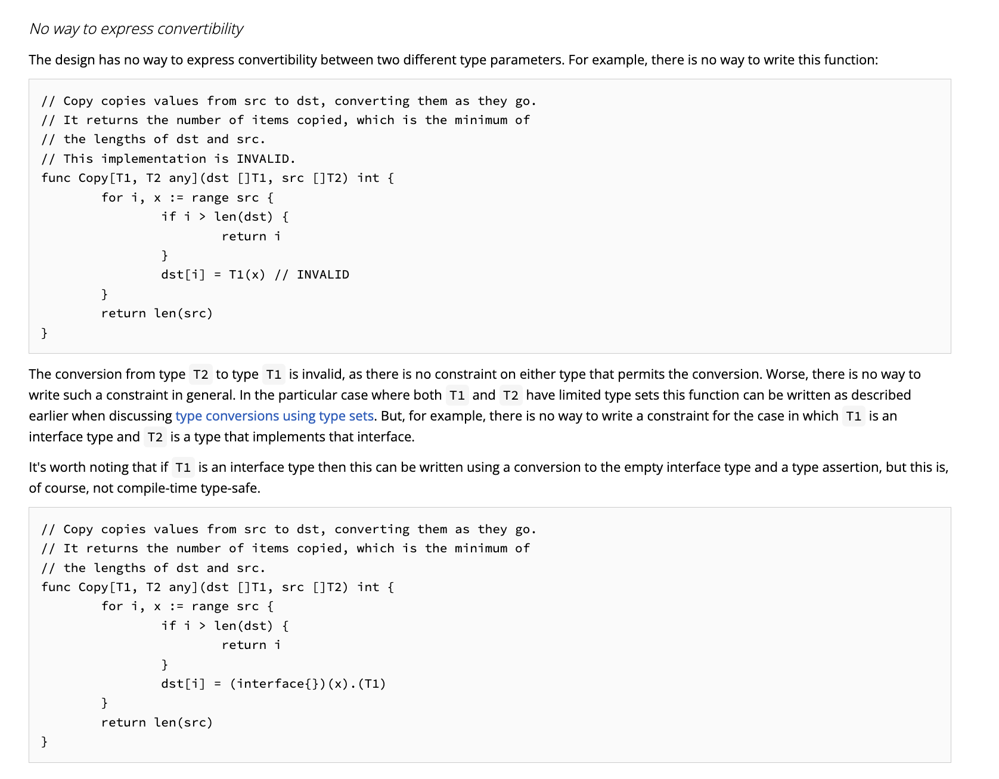 No way to express convertibility
The design has no way to express convertibility between two different type parameters. For example, there is no way to write this function:
// Copy copies values from src to dst, converting them as they go.
// It returns the number of items copied, which is the minimum of
// the lengths of dst and src.
// This implementation is INVALID.
func Copy[T1, T2 any](dst []T1, src []T2) int {
        for i, x := range src {
                if i > len(dst) {
                        return i
                }
                dst[i] = T1(x) // INVALID
        }
        return len(src)
}
The conversion from type T2 to type T1 is invalid, as there is no constraint on either type that permits the conversion. Worse, there is no way to
write such a constraint in general. In the particular case where both T1 and T2 have limited type sets this function can be written as described
earlier when discussing type conversions using type sets. But, for example, there is no way to write a constraint for the case in which T1 is an
interface type and T2 is a type that implements that interface.
It's worth noting that if T1 is an interface type then this can be written using a conversion to the empty interface type and a type assertion, but this is,
of course, not compile-time type-safe.
// Copy copies values from src to dst, converting them as they go.
// It returns the number of items copied, which is the minimum of
// the lengths of dst and src.
func Copy[T1, T2 any](dst []T1, src []T2) int {
        for i, x := range src {
                if i > len(dst) {
                        return i
                }
                dst[i] = (interface{})(x).(T1)
        }
        return len(src)
}